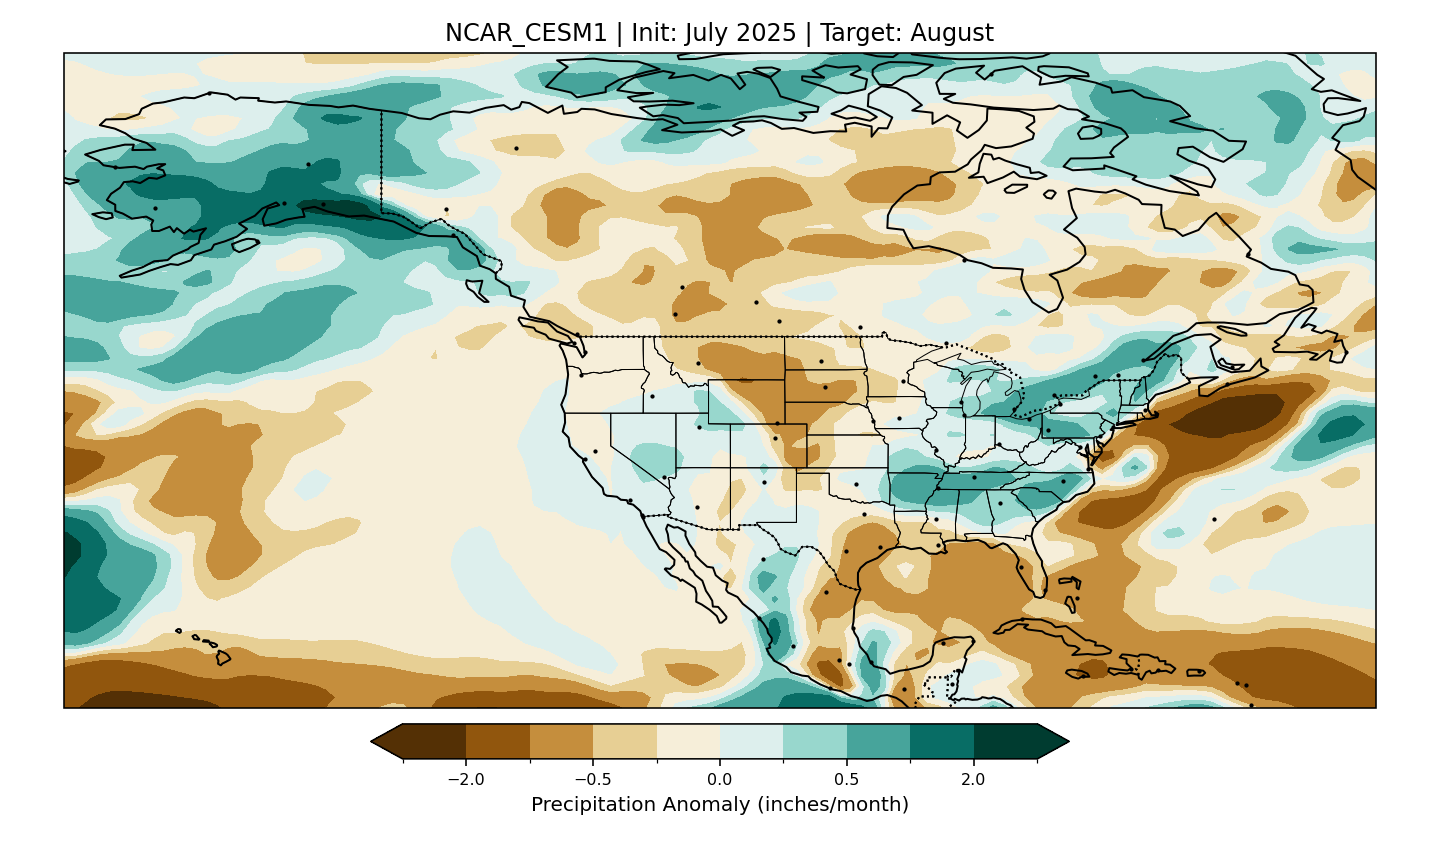 NCAR_CESM1 | Init: July 2025 | Target: August
−2.0 −0.5 0.0 0.5 2.0
Precipitation Anomaly (inches/month)